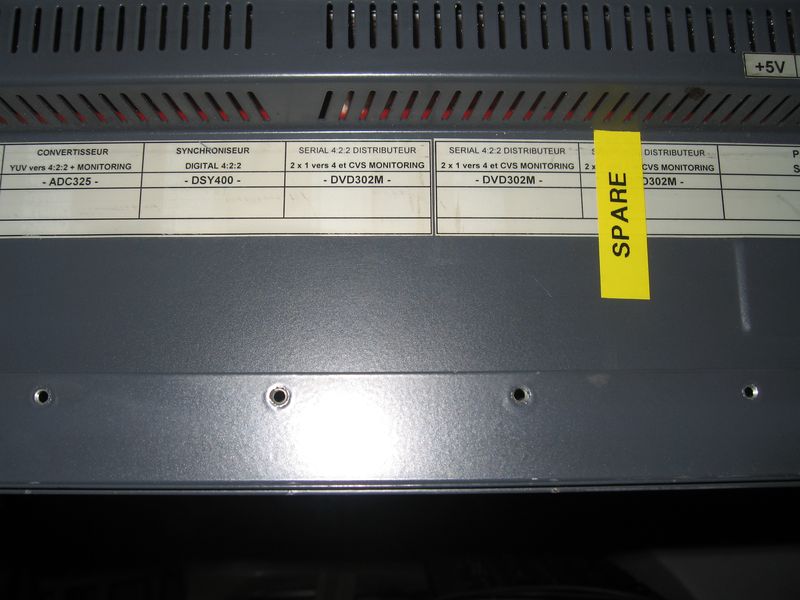 +5V
CONVERTISSEUR
YUV vers 4:2:2 + MONITORING
- ADC325 -
SYNCHRONISEUR
DIGITAL 4:2:2
- DSY400 -
SERIAL 4:2:2 DISTRIBUTEUR
2 x 1 vers 4 et CVS MONITORING
- DVD302M -
SERIAL 4:2:2 DISTRIBUTEUR
2 x 1 vers 4 et CVS MONITORING
- DVD302M -
DISTRIBUTEUR
CVS MONITORING
SPARE